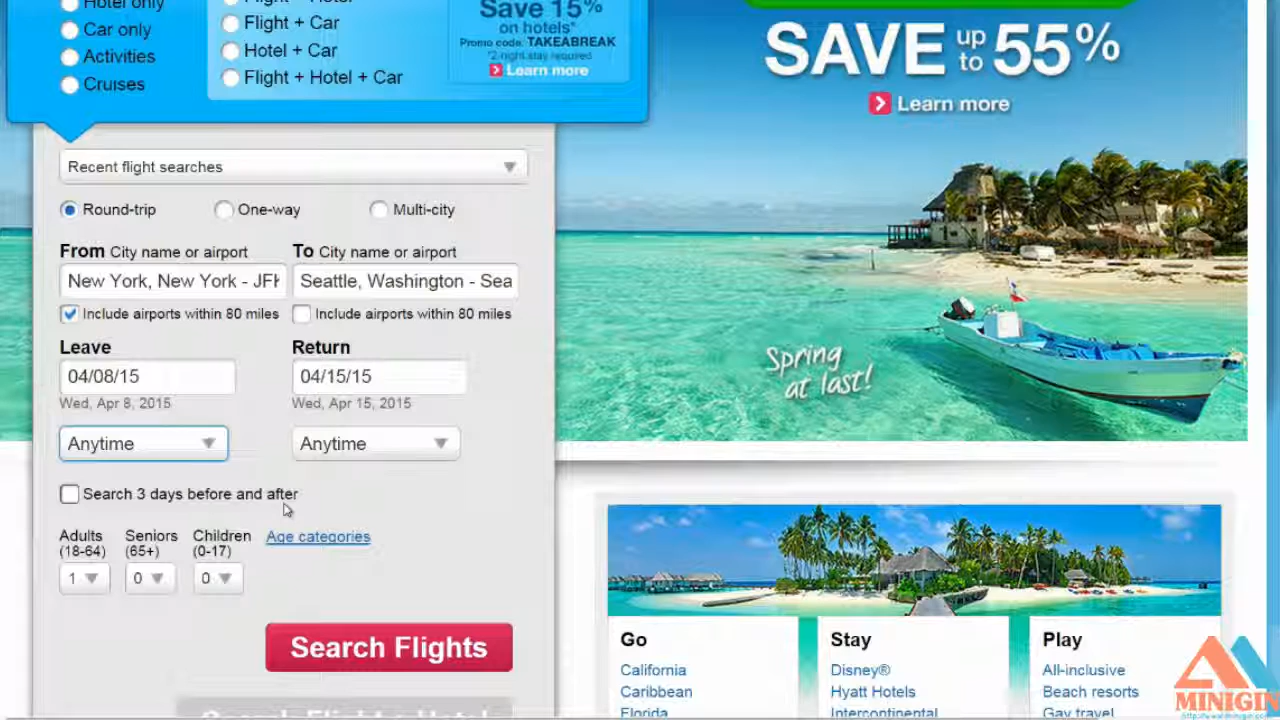 Hotel only
Car only
Activities
Cruises
Flight + Hotel
Flight + Car
Hotel + Car
Flight + Hotel + Car
Save 15%
on hotels*
Promo code: TAKEABREAK
*2-night stay required
Learn more
SAVE up to 55%
Learn more
Recent flight searches
Round-trip
One-way
Multi-city
From City name or airport
To City name or airport
New York, New York - JFK
Seattle, Washington - Sea
Include airports within 80 miles
Include airports within 80 miles
Leave
Return
04/08/15
04/15/15
Wed, Apr 8, 2015
Wed, Apr 15, 2015
Anytime
Anytime
Search 3 days before and after
Adults
(18-64)
Seniors
(65+)
Children
(0-17)
Age categories
1
0
0
Search Flights
Search Flight + Hotel
Spring
at last!
Go
California
Caribbean
Florida
Stay
Disney®
Hyatt Hotels
Intercontinental
Play
All-inclusive
Beach resorts
Gay travel
MINIGIN